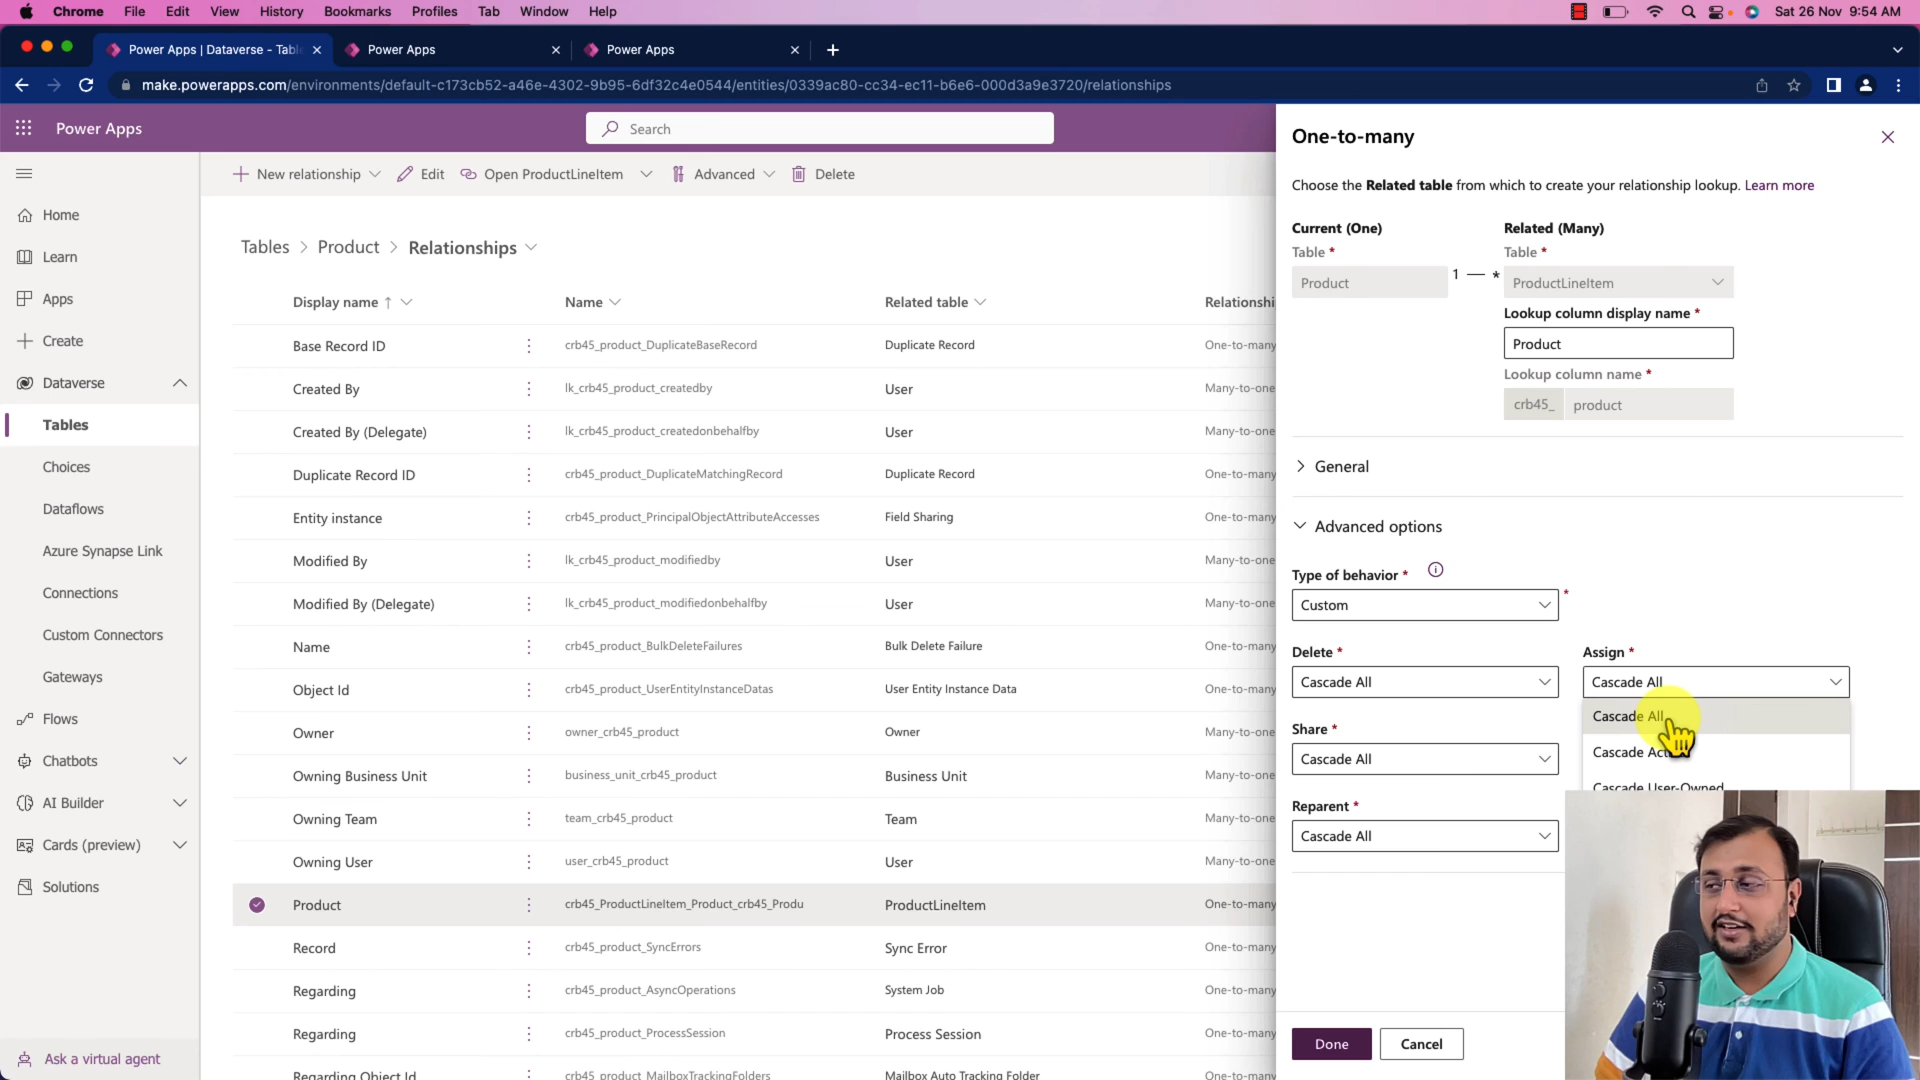 Chrome File Edit View History Bookmarks Profiles Tab Window Help Sat 26 Nov 9:54 AM
Power Apps | Dataverse - Table Power Apps Power Apps
make.powerapps.com/environments/default-c173cb52-a46e-4302-9b95-6df32c4e0544/entities/0339ac80-cc34-ec11-b6e6-000d3a9e3720/relationships
Power Apps
Search
Home
Learn
Apps
Create
Dataverse
Tables
Choices
Dataflows
Azure Synapse Link
Connections
Custom Connectors
Gateways
Flows
Chatbots
AI Builder
Cards (preview)
Solutions
Ask a virtual agent
New relationship Edit Open ProductLineItem Advanced Delete
Tables > Product > Relationships
Display name ↑ Name Related table Relationshi
Base Record ID crb45_product_DuplicateBaseRecord Duplicate Record One-to-many
Created By lk_crb45_product_createdby User Many-to-one
Created By (Delegate) lk_crb45_product_createdonbehalfby User Many-to-one
Duplicate Record ID crb45_product_DuplicateMatchingRecord Duplicate Record One-to-many
Entity instance crb45_product_PrincipalObjectAttributeAccesses Field Sharing One-to-many
Modified By lk_crb45_product_modifiedby User Many-to-one
Modified By (Delegate) lk_crb45_product_modifiedonbehalfby User Many-to-one
Name crb45_product_BulkDeleteFailures Bulk Delete Failure One-to-many
Object Id crb45_product_UserEntityInstanceDatas User Entity Instance Data One-to-many
Owner owner_crb45_product Owner Many-to-one
Owning Business Unit business_unit_crb45_product Business Unit Many-to-one
Owning Team team_crb45_product Team Many-to-one
Owning User user_crb45_product User Many-to-one
Product crb45_ProductLineItem_Product_crb45_Produ ProductLineItem One-to-many
Record crb45_product_SyncErrors Sync Error One-to-many
Regarding crb45_product_AsyncOperations System Job One-to-many
Regarding crb45_product_ProcessSession Process Session One-to-many
Regarding Object Id crb45_product_MailboxTrackingFolders Mailbox Auto Tracking Folder One-to-many
One-to-many
Choose the Related table from which to create your relationship lookup. Learn more
Current (One) Related (Many)
Table * Table *
Product 1 — * ProductLineItem
Lookup column display name *
Product
Lookup column name *
crb45_ product
General
Advanced options
Type of behavior *
Custom *
Delete * Assign *
Cascade All Cascade All
Cascade All
Share *
Cascade All Cascade
Cascade User-Owned
Reparent *
Cascade All
Done Cancel